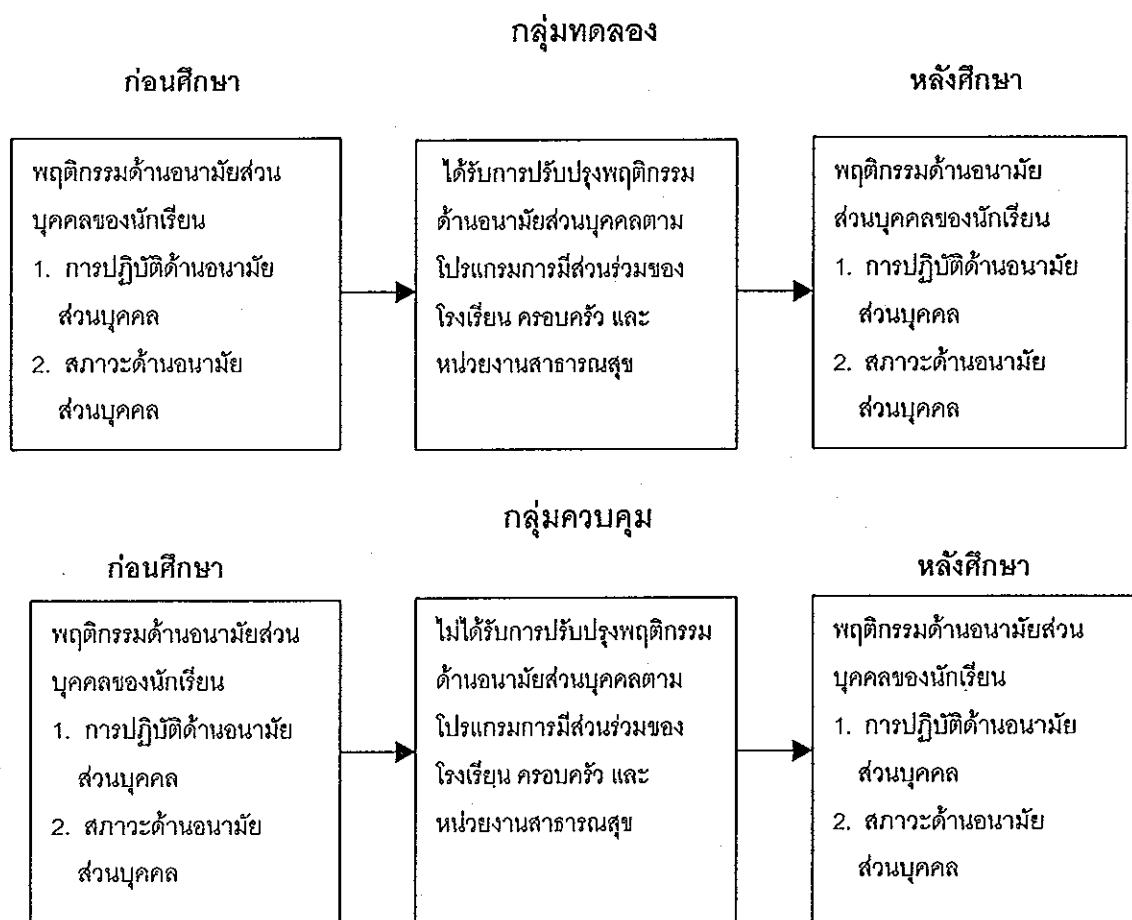 กลุ่มทดลอง
ก่อนศึกษา
หลังศึกษา
พฤติกรรมด้านอนามัยส่วน
บุคคลของนักเรียน
1. การปฏิบัติด้านอนามัย
ส่วนบุคคล
2. สภาวะด้านอนามัย
ส่วนบุคคล
ได้รับการปรับปรุงพฤติกรรม
ด้านอนามัยส่วนบุคคลตาม
โปรแกรมการมีส่วนร่วมของ
โรงเรียน ครอบครัว และ
หน่วยงานสาธารณสุข
พฤติกรรมด้านอนามัย
ส่วนบุคคลของนักเรียน
1. การปฏิบัติด้านอนามัย
ส่วนบุคคล
2. สภาวะด้านอนามัย
ส่วนบุคคล
กลุ่มควบคุม
ก่อนศึกษา
หลังศึกษา
พฤติกรรมด้านอนามัยส่วน
บุคคลของนักเรียน
1. การปฏิบัติด้านอนามัย
ส่วนบุคคล
2. สภาวะด้านอนามัย
ส่วนบุคคล
ไม่ได้รับการปรับปรุงพฤติกรรม
ด้านอนามัยส่วนบุคคลตาม
โปรแกรมการมีส่วนร่วมของ
โรงเรียน ครอบครัว และ
หน่วยงานสาธารณสุข
พฤติกรรมด้านอนามัยส่วน
บุคคลของนักเรียน
1. การปฏิบัติด้านอนามัย
ส่วนบุคคล
2. สภาวะด้านอนามัย
ส่วนบุคคล